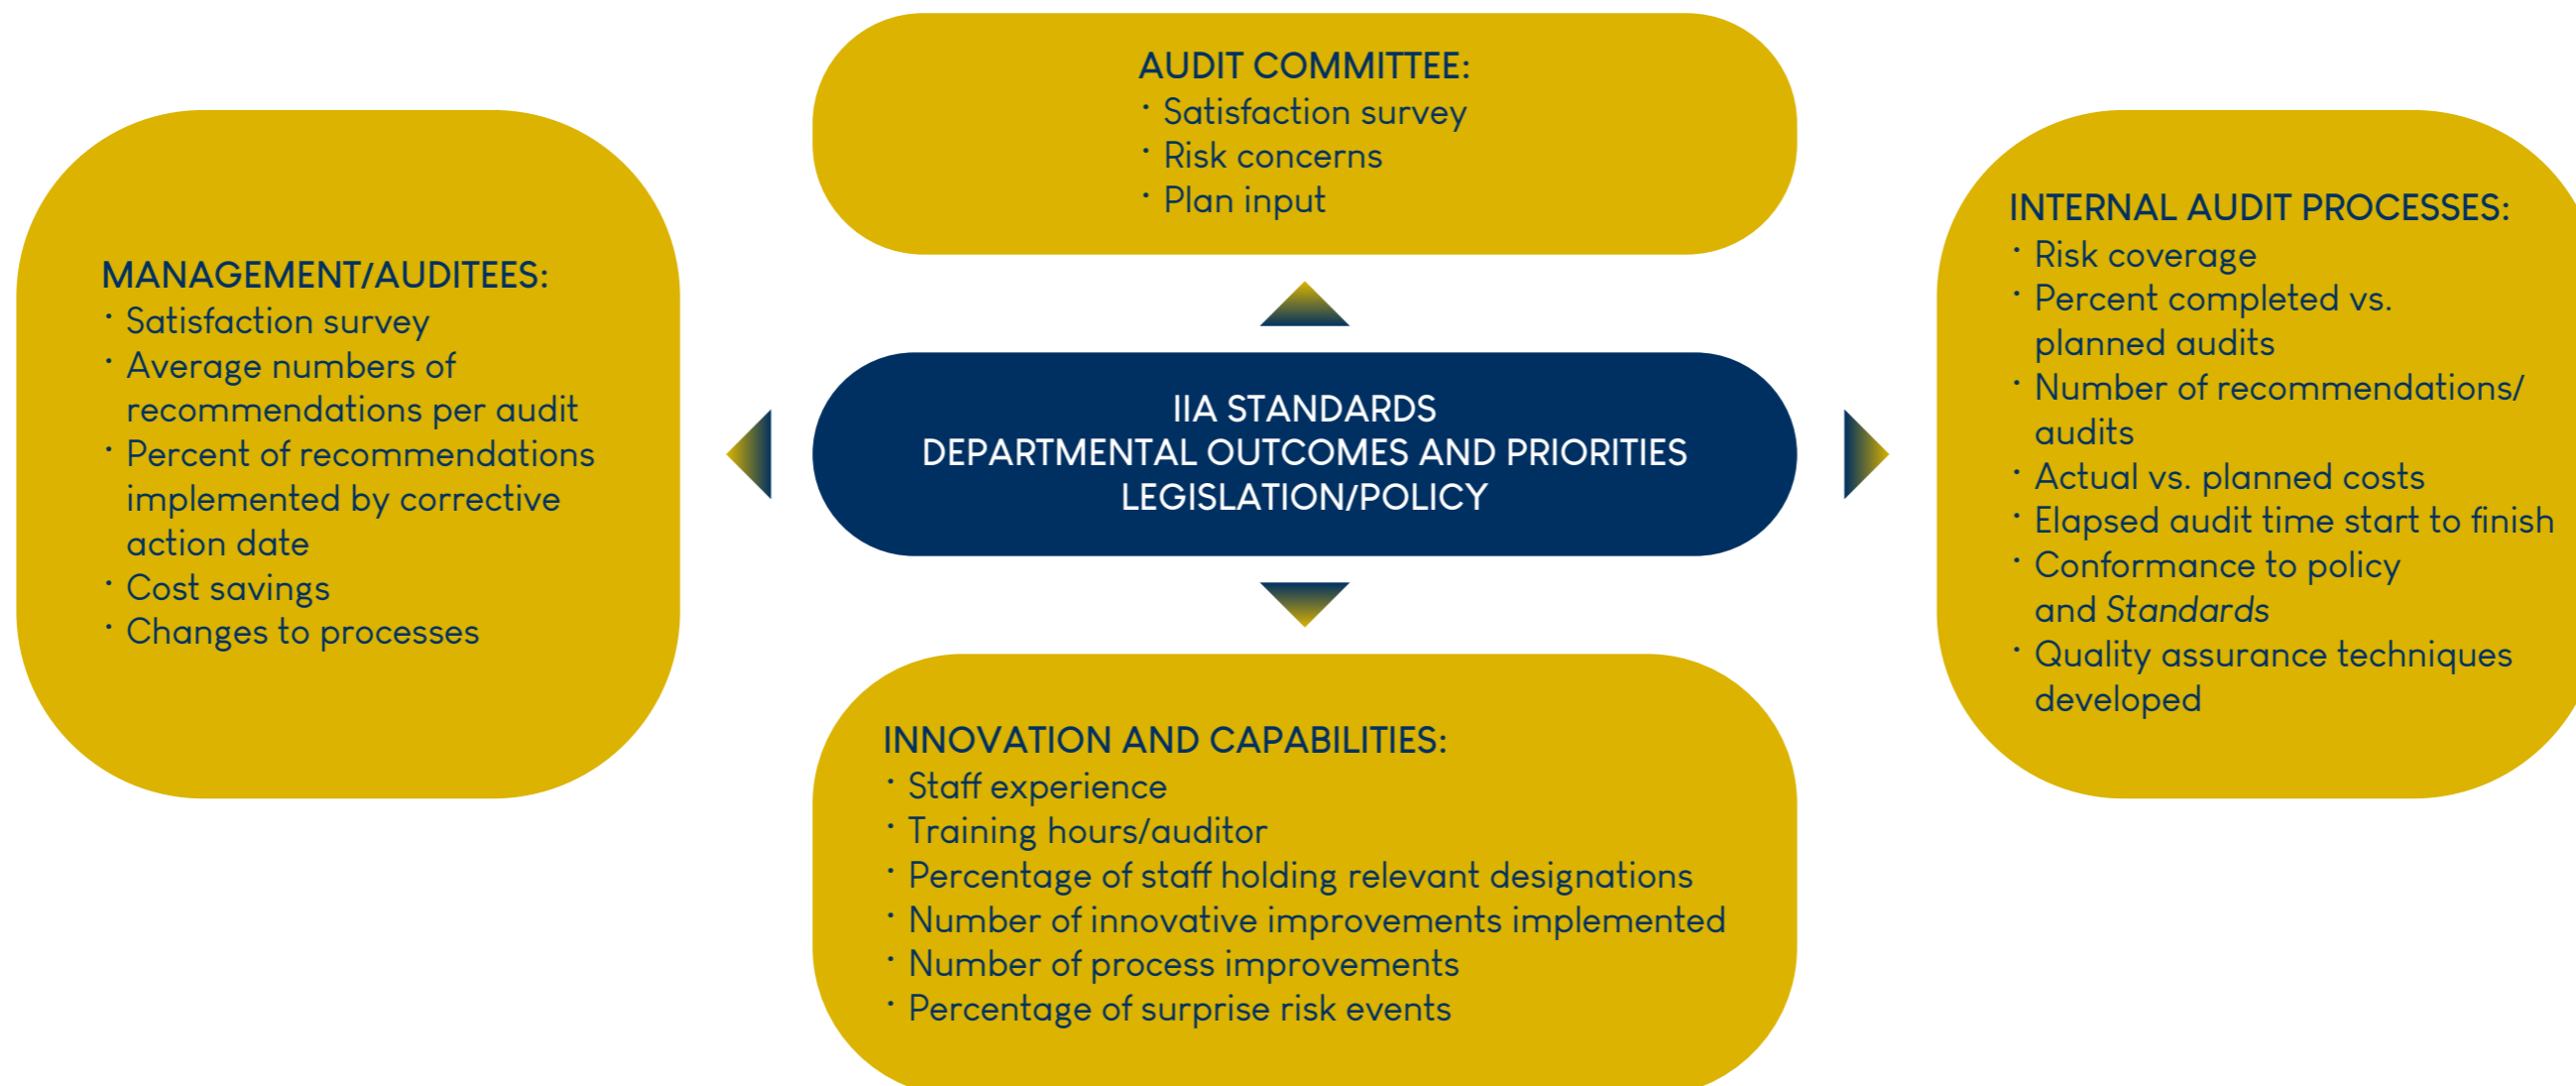 AUDIT COMMITTEE:
· Satisfaction survey
· Risk concerns
· Plan input
MANAGEMENT/AUDITEES:
· Satisfaction survey
· Average numbers of
recommendations per audit
· Percent of recommendations
implemented by corrective
action date
· Cost savings
· Changes to processes
IIA STANDARDS
DEPARTMENTAL OUTCOMES AND PRIORITIES
LEGISLATION/POLICY
INTERNAL AUDIT PROCESSES:
· Risk coverage
· Percent completed vs.
planned audits
· Number of recommendations/
audits
· Actual vs. planned costs
· Elapsed audit time start to finish
· Conformance to policy
and Standards
· Quality assurance techniques
developed
INNOVATION AND CAPABILITIES:
· Staff experience
· Training hours/auditor
· Percentage of staff holding relevant designations
· Number of innovative improvements implemented
· Number of process improvements
· Percentage of surprise risk events